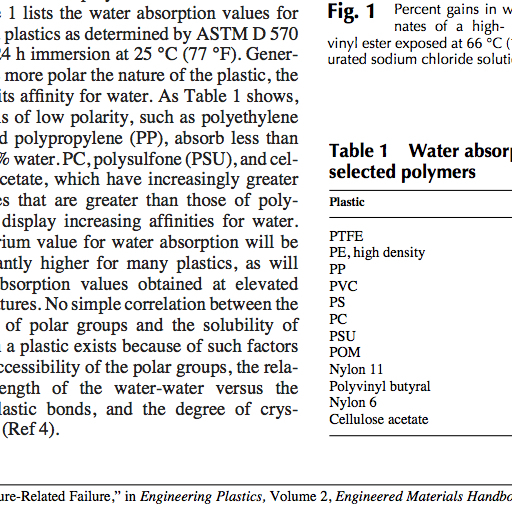 1 lists the water absorption values for
plastics as determined by ASTM D 570
4 h immersion at 25 °C (77 °F). Gener-
more polar the nature of the plastic, the
its affinity for water. As Table 1 shows,
s of low polarity, such as polyethylene
d polypropylene (PP), absorb less than
% water. PC, polysulfone (PSU), and cel-
cetate, which have increasingly greater
es that are greater than those of poly-
display increasing affinities for water.
rium value for water absorption will be
antly higher for many plastics, as will
bsorption values obtained at elevated
tures. No simple correlation between the
of polar groups and the solubility of
a plastic exists because of such factors
ccessibility of the polar groups, the rela-
ength of the water-water versus the
lastic bonds, and the degree of crys-
(Ref 4).
Fig. 1 Percent gains in w
nates of a high-
vinyl ester exposed at 66 °C (
urated sodium chloride soluti
Table 1 Water absorp
selected polymers
Plastic
PTFE
PE, high density
PP
PVC
PS
PC
PSU
POM
Nylon 11
Polyvinyl butyral
Nylon 6
Cellulose acetate
ure-Related Failure,” in Engineering Plastics, Volume 2, Engineered Materials Handbo